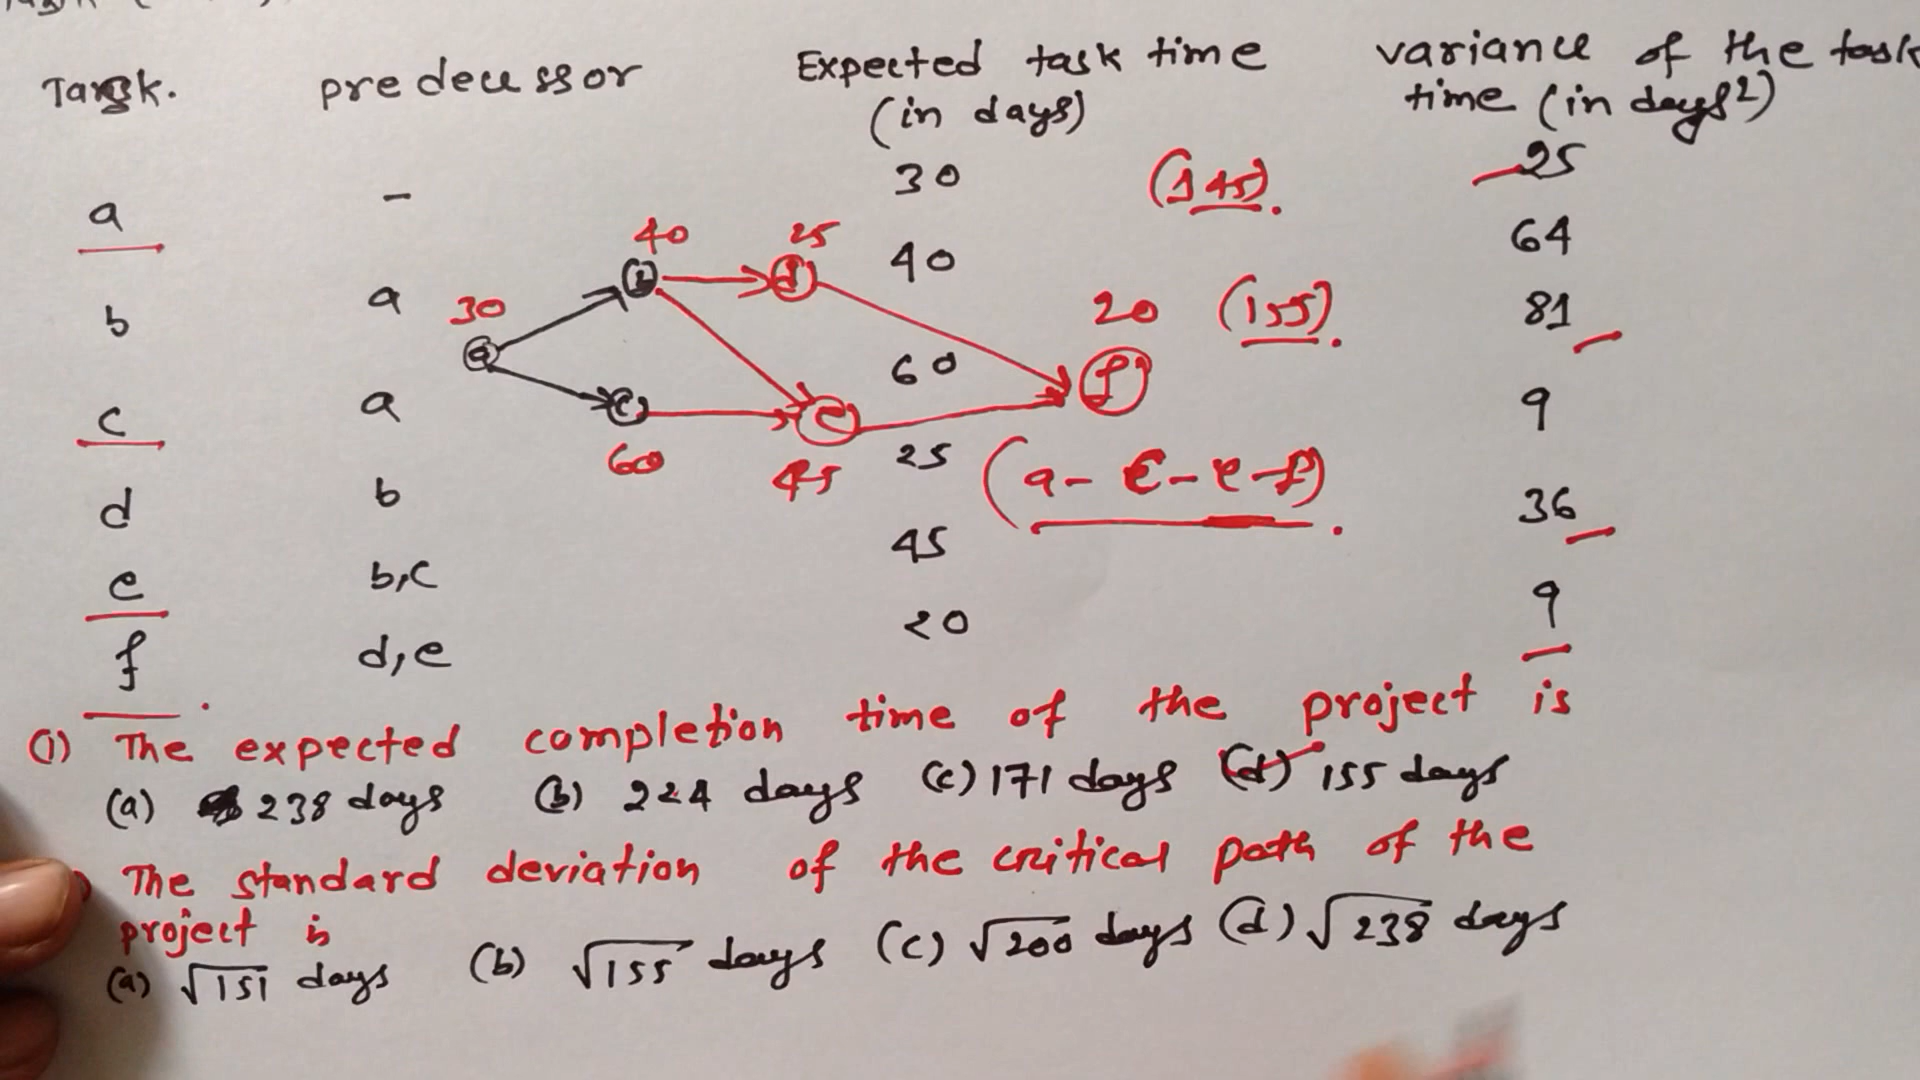 Task. predecessor Expected task time variance of the task
(in days) time (in days²)
a - 30 (145). 25
b a 40 64
c a 60 81
d b 25 9
e b,c 45 36
f d,e 20 9
40 25
b d
30 20 (155).
a f
c e
60 45
(a-c-e-f).
(1) The expected completion time of the project is
(a) 238 days (b) 224 days (c) 171 days (d) 155 days
The standard deviation of the critical path of the
project is
(a) √151 days (b) √155 days (c) √200 days (d) √238 days